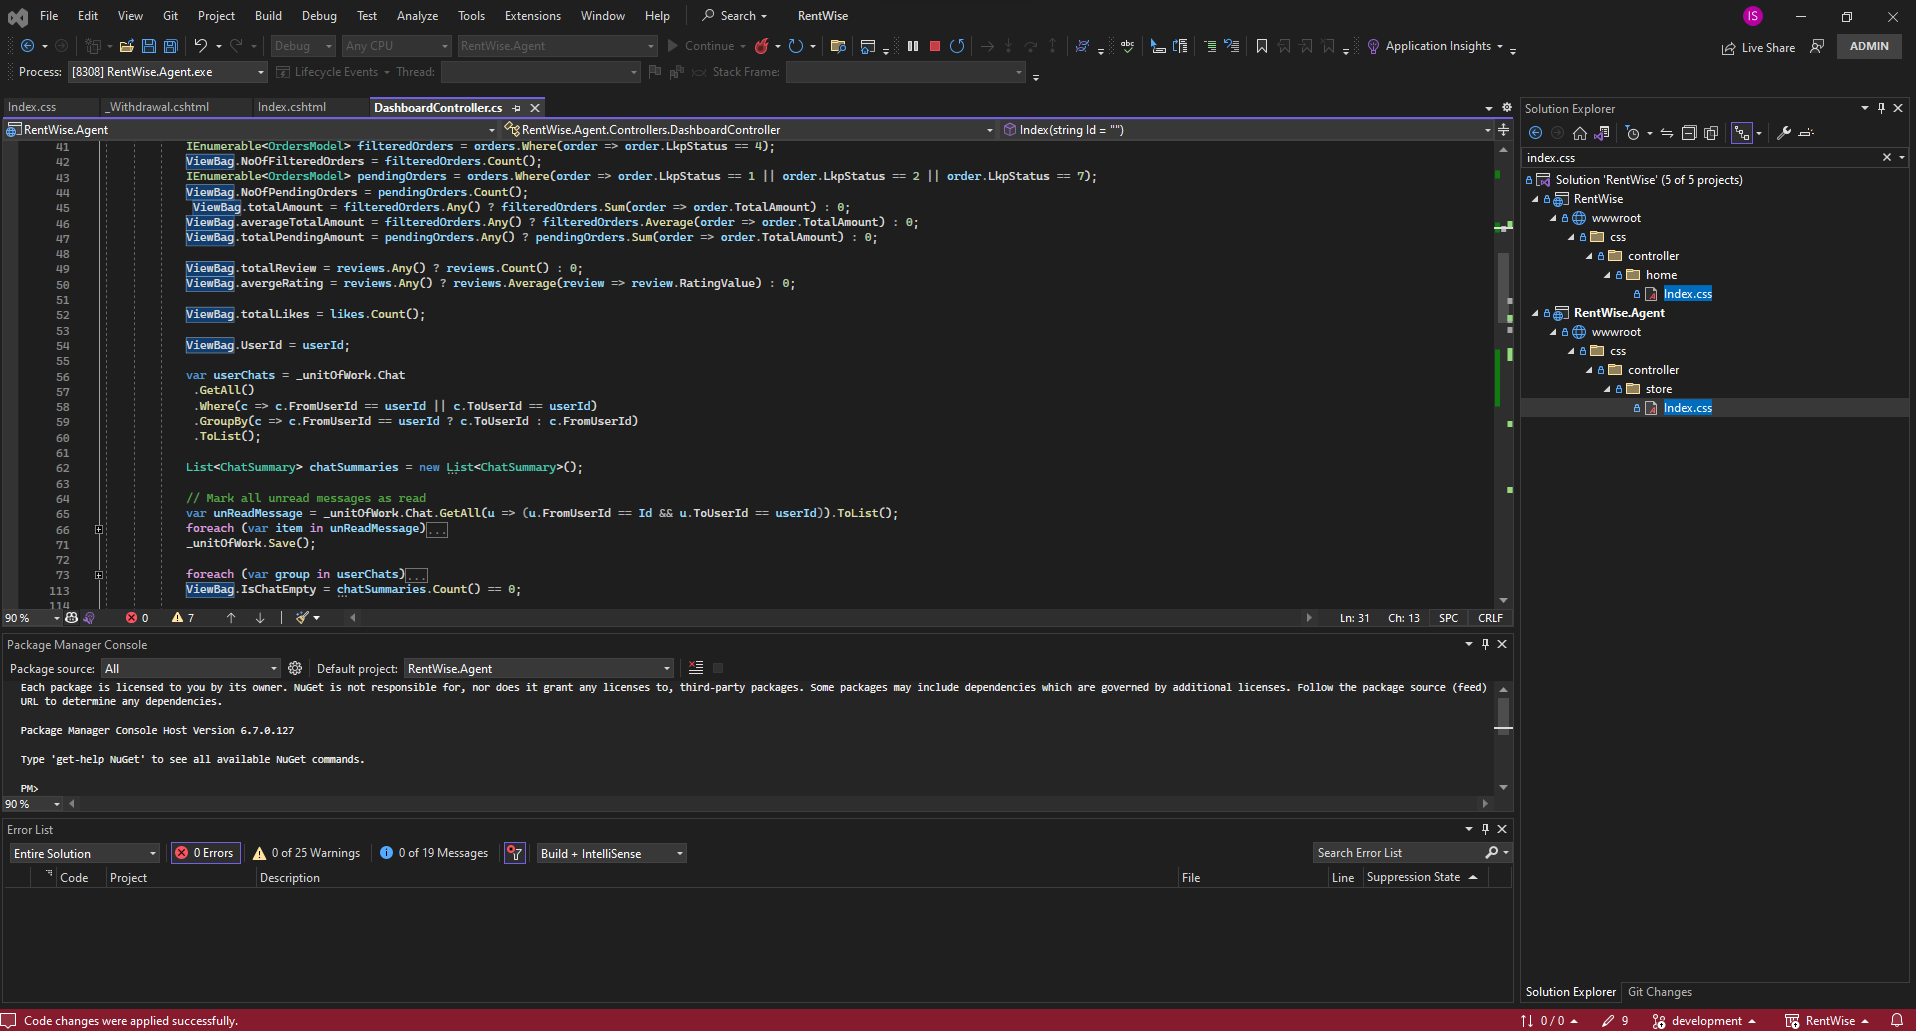 File Edit View Git Project Build Debug Test Analyze Tools Extensions Window Help Search RentWise IS
Debug Any CPU RentWise.Agent Continue Application Insights Live Share ADMIN
Process: [8308] RentWise.Agent.exe Lifecycle Events Thread: Stack Frame:
Index.css _Withdrawal.cshtml Index.cshtml DashboardController.cs
RentWise.Agent RentWise.Agent.Controllers.DashboardController Index(string Id = "")
41 IEnumerable<OrdersModel> filteredOrders = orders.Where(order => order.LkpStatus == 4);
42 ViewBag.NoOfFilteredOrders = filteredOrders.Count();
43 IEnumerable<OrdersModel> pendingOrders = orders.Where(order => order.LkpStatus == 1 || order.LkpStatus == 2 || order.LkpStatus == 7);
44 ViewBag.NoOfPendingOrders = pendingOrders.Count();
45 ViewBag.totalAmount = filteredOrders.Any() ? filteredOrders.Sum(order => order.TotalAmount) : 0;
46 ViewBag.averageTotalAmount = filteredOrders.Any() ? filteredOrders.Average(order => order.TotalAmount) : 0;
47 ViewBag.totalPendingAmount = pendingOrders.Any() ? pendingOrders.Sum(order => order.TotalAmount) : 0;
48
49 ViewBag.totalReview = reviews.Any() ? reviews.Count() : 0;
50 ViewBag.avergeRating = reviews.Any() ? reviews.Average(review => review.RatingValue) : 0;
51
52 ViewBag.totalLikes = likes.Count();
53
54 ViewBag.UserId = userId;
55
56 var userChats = _unitOfWork.Chat
57 .GetAll()
58 .Where(c => c.FromUserId == userId || c.ToUserId == userId)
59 .GroupBy(c => c.FromUserId == userId ? c.ToUserId : c.FromUserId)
60 .ToList();
61
62 List<ChatSummary> chatSummaries = new List<ChatSummary>();
63
64 // Mark all unread messages as read
65 var unReadMessage = _unitOfWork.Chat.GetAll(u => (u.FromUserId == Id && u.ToUserId == userId)).ToList();
66 foreach (var item in unReadMessage)...
71 _unitOfWork.Save();
72
73 foreach (var group in userChats)...
113 ViewBag.IsChatEmpty = chatSummaries.Count() == 0;
114
90 % 0 7 Ln: 31 Ch: 13 SPC CRLF
Package Manager Console
Package source: All Default project: RentWise.Agent
Each package is licensed to you by its owner. NuGet is not responsible for, nor does it grant any licenses to, third-party packages. Some packages may include dependencies which are governed by additional licenses. Follow the package source (feed)
URL to determine any dependencies.
Package Manager Console Host Version 6.7.0.127
Type 'get-help NuGet' to see all available NuGet commands.
PM>
90 %
Error List
Entire Solution 0 Errors 0 of 25 Warnings 0 of 19 Messages Build + IntelliSense Search Error List
Code Project Description File Line Suppression State
Solution Explorer
index.css
Solution 'RentWise' (5 of 5 projects)
RentWise
wwwroot
css
controller
home
Index.css
RentWise.Agent
wwwroot
css
controller
store
Index.css
Solution Explorer Git Changes
Code changes were applied successfully. 0 / 0 9 development RentWise